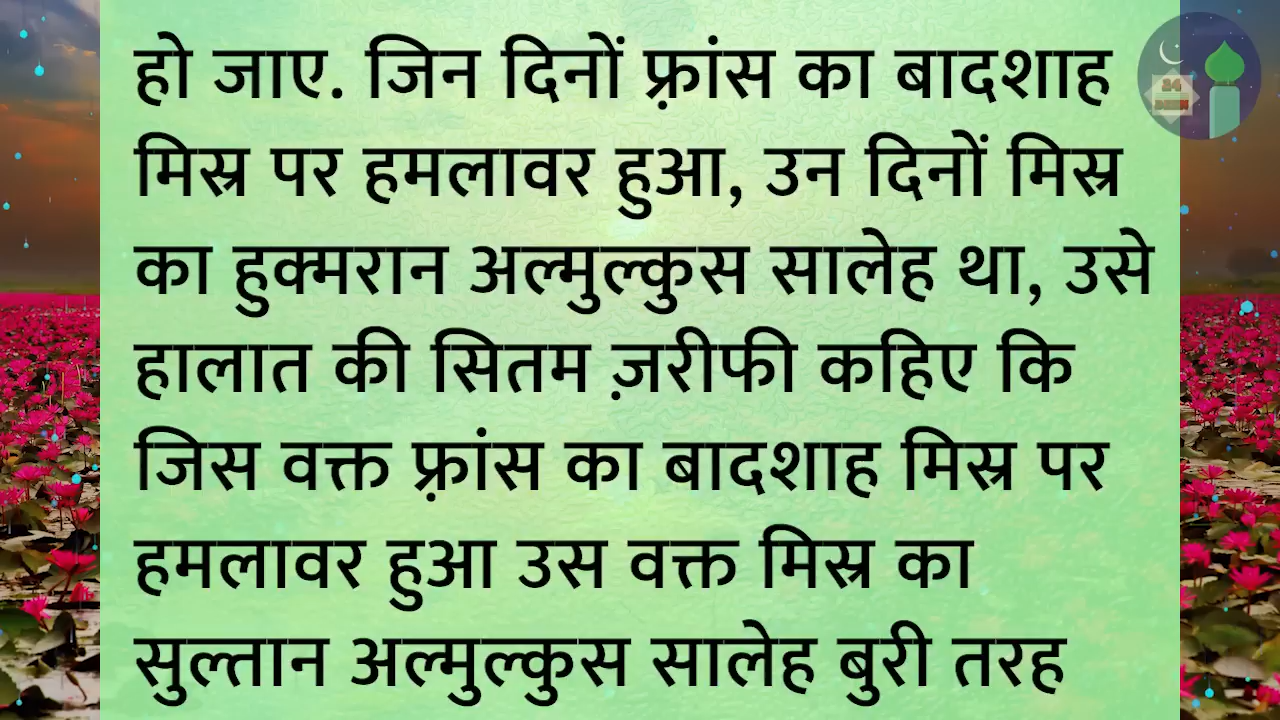 हो जाए. जिन दिनों फ़्रांस का बादशाह
मिस्र पर हमलावर हुआ, उन दिनों मिस्र
का हुक्मरान अल्मुल्कुस सालेह था, उसे
हालात की सितम ज़रीफी कहिए कि
जिस वक्त फ़्रांस का बादशाह मिस्र पर
हमलावर हुआ उस वक्त मिस्र का
सुल्तान अल्मुल्कुस सालेह बुरी तरह